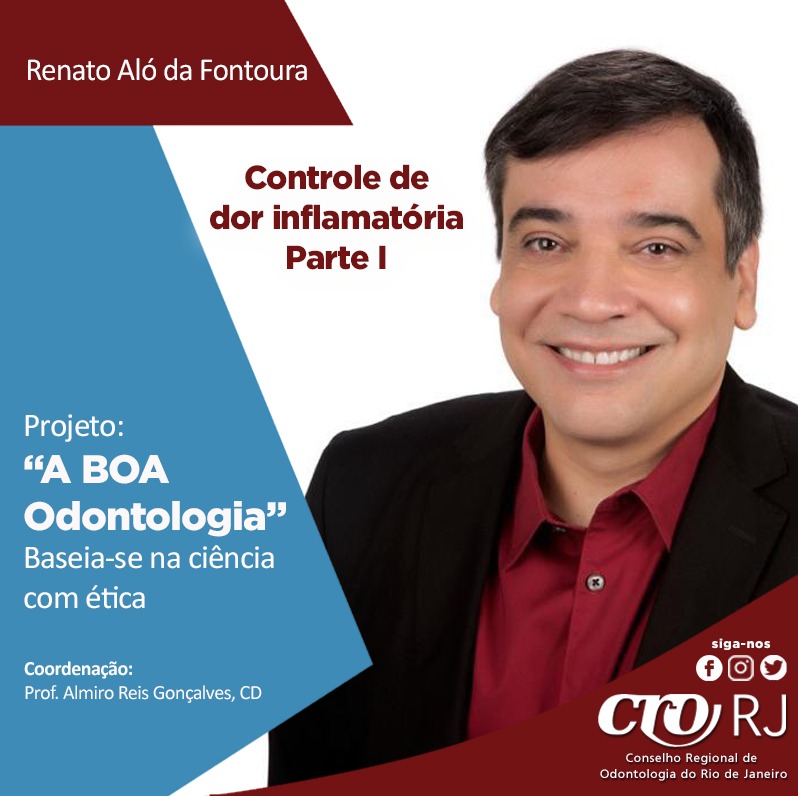 Renato Aló da Fontoura
Controle de
dor inflamatória
Parte I
Projeto:
“A BOA
Odontologia”
Baseia-se na ciência
com ética
Coordenação:
Prof. Almiro Reis Gonçalves, CD
siga-nos
CRO RJ
Conselho Regional de
Odontologia do Rio de Janeiro